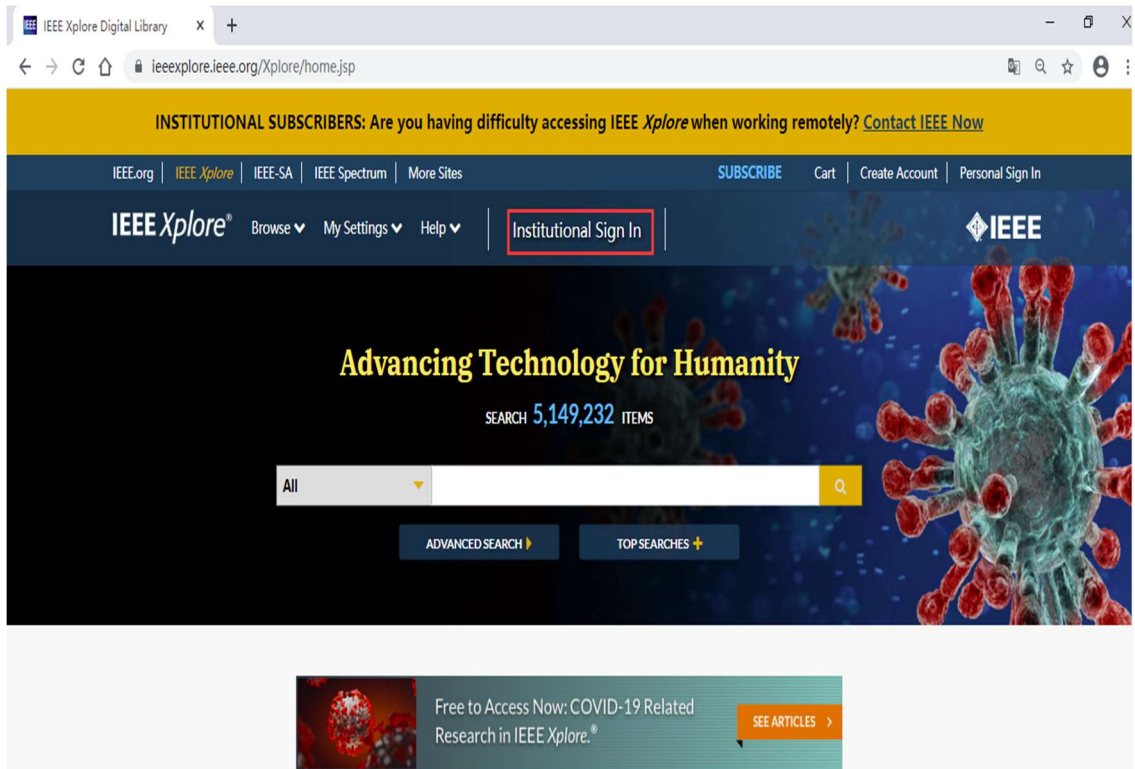 IEEE IEEE Xplore Digital Library
ieeexplore.ieee.org/Xplore/home.jsp
INSTITUTIONAL SUBSCRIBERS: Are you having difficulty accessing IEEE Xplore when working remotely? Contact IEEE Now
IEEE.org | IEEE Xplore | IEEE-SA | IEEE Spectrum | More Sites SUBSCRIBE Cart | Create Account | Personal Sign In
IEEE Xplore® Browse My Settings Help | Institutional Sign In | IEEE
Advancing Technology for Humanity
SEARCH 5,149,232 ITEMS
All
ADVANCED SEARCH TOP SEARCHES
Free to Access Now: COVID-19 Related
Research in IEEE Xplore.®
SEE ARTICLES